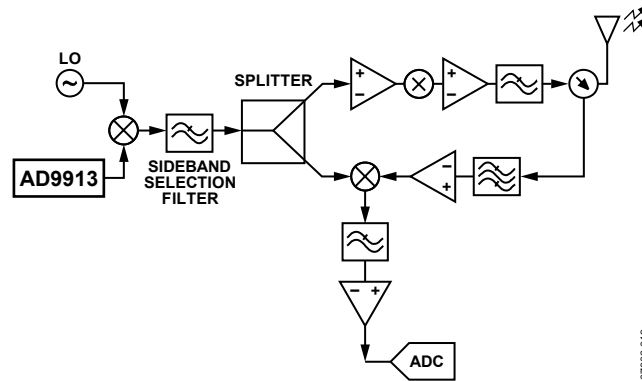 LO
SPLITTER
AD9913
SIDEBAND
SELECTION
FILTER
+
−
+
−
−
+
− +
ADC